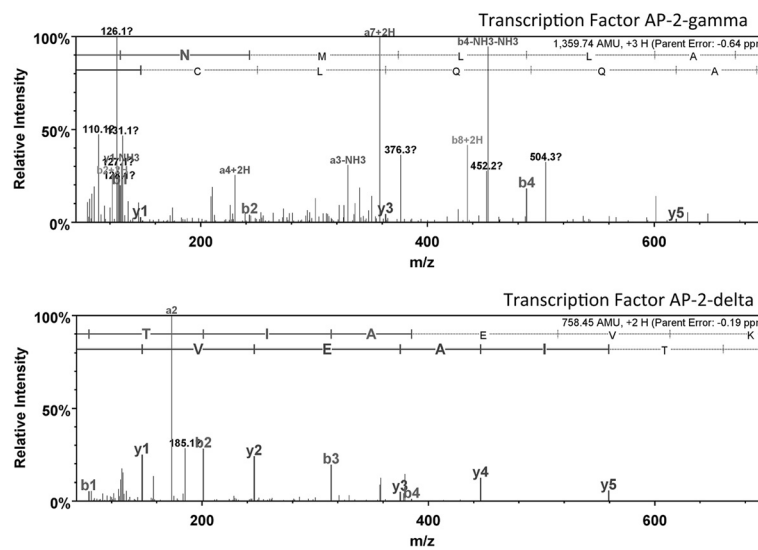 Transcription Factor AP-2-gamma
1,359.74 AMU, +3 H (Parent Error: -0.64 ppm
126.1?
a7+2H
b4-NH3-NH3
N M L L A
C L Q Q A
100%
50%
0%
Relative Intensity
110.1?
131.1?
y1-NH3
127.1?
a4+2H
a3-NH3
376.3?
b8+2H
452.2?
504.3?
y1
b2
y3
b4
y5
200 400 600
m/z
Transcription Factor AP-2-delta
758.45 AMU, +2 H (Parent Error: -0.19 ppm
a2
T I A E V K
V E A I T
100%
50%
0%
Relative Intensity
b1
y1
185.1?
b2
y2
b3
y3
b4
y4
y5
200 400 600
m/z